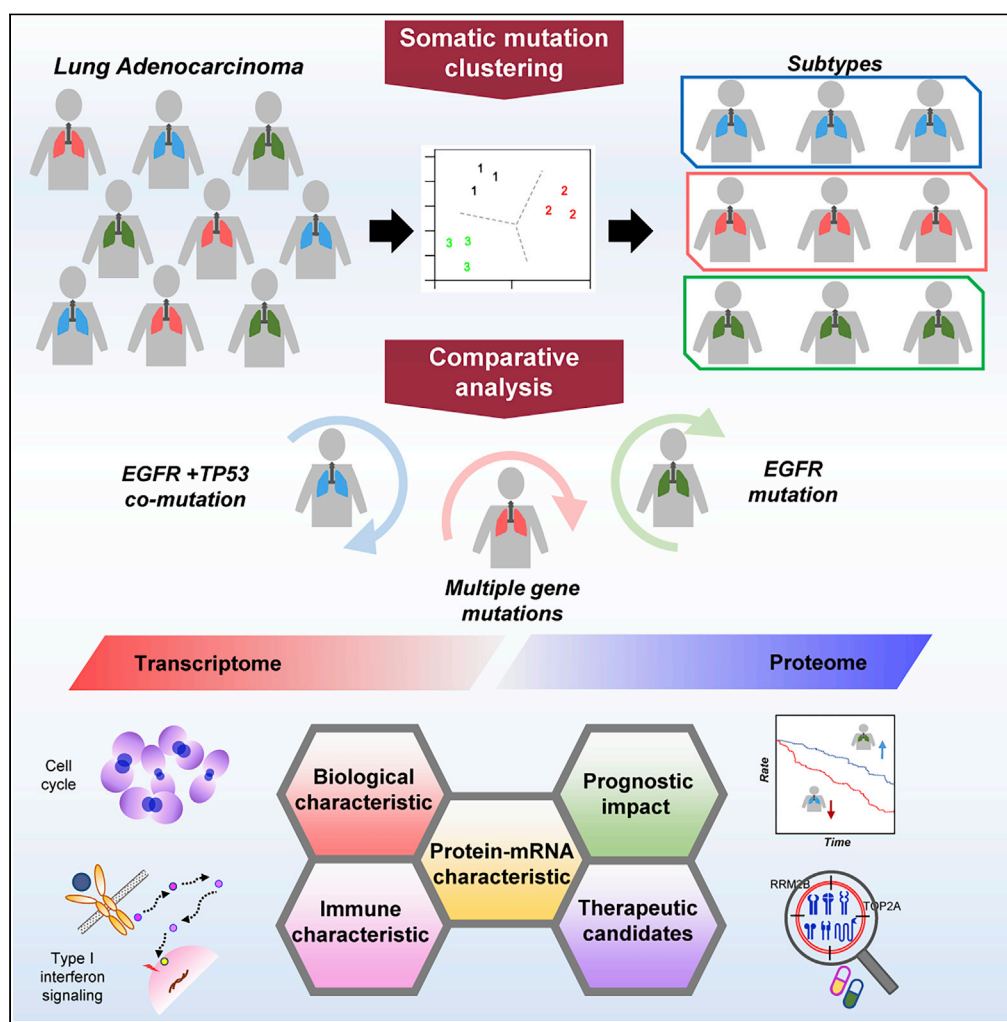 Somatic mutation
clustering
Lung Adenocarcinoma
Subtypes
1
1
1
2
2
2
3
3
3
Comparative
analysis
EGFR +TP53
co-mutation
EGFR
mutation
Multiple gene
mutations
Transcriptome
Proteome
Cell
cycle
Type I
interferon
signaling
Biological
characteristic
Immune
characteristic
Protein-mRNA
characteristic
Prognostic
impact
Therapeutic
candidates
Rate
Time
RRM2B
TOP2A